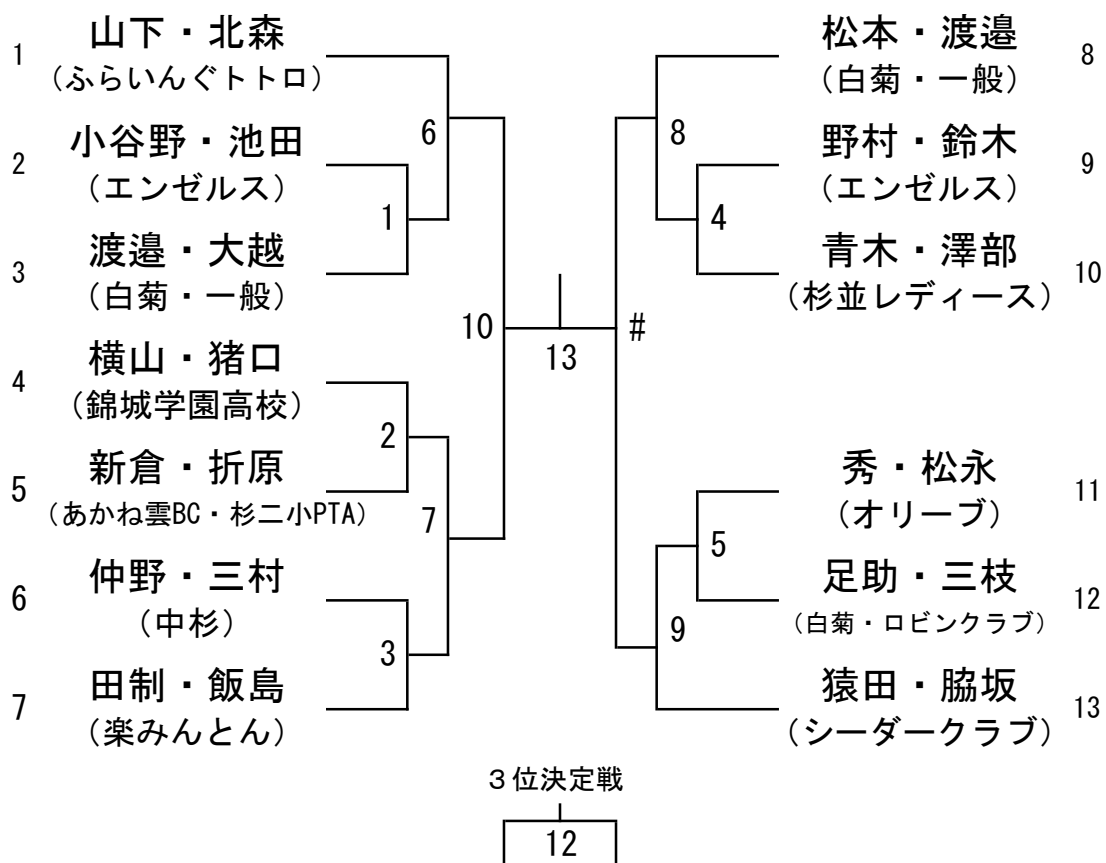 1 山下・北森
(ふらいんぐトトロ)
2 小谷野・池田
(エンゼルス)
3 渡邉・大越
(白菊・一般)
4 横山・猪口
(錦城学園高校)
5 新倉・折原
(あかね雲BC・杉二小PTA)
6 仲野・三村
(中杉)
7 田制・飯島
(楽みんとん)
6
1
2
7
3
10
13
#
8
4
5
9
松本・渡邉 8
(白菊・一般)
野村・鈴木 9
(エンゼルス)
青木・澤部 10
(杉並レディース)
秀・松永 11
(オリーブ)
足助・三枝 12
(白菊・ロビンクラブ)
猿田・脇坂 13
(シーダークラブ)
３位決定戦
12